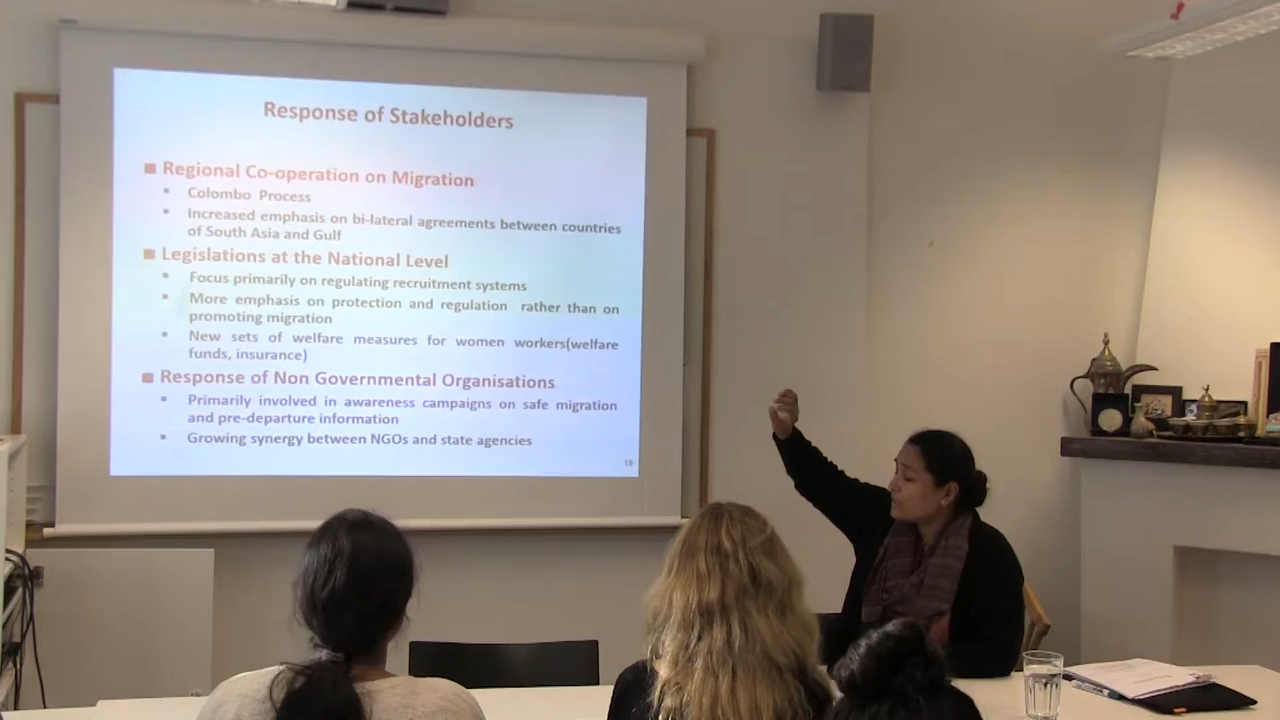 Response of Stakeholders
■ Regional Co-operation on Migration
▪ Colombo Process
▪ Increased emphasis on bi-lateral agreements between countries
of South Asia and Gulf
■ Legislations at the National Level
▪ Focus primarily on regulating recruitment systems
▪ More emphasis on protection and regulation rather than on
promoting migration
▪ New sets of welfare measures for women workers(welfare
funds, insurance)
■ Response of Non Governmental Organisations
▪ Primarily involved in awareness campaigns on safe migration
and pre-departure information
▪ Growing synergy between NGOs and state agencies
18